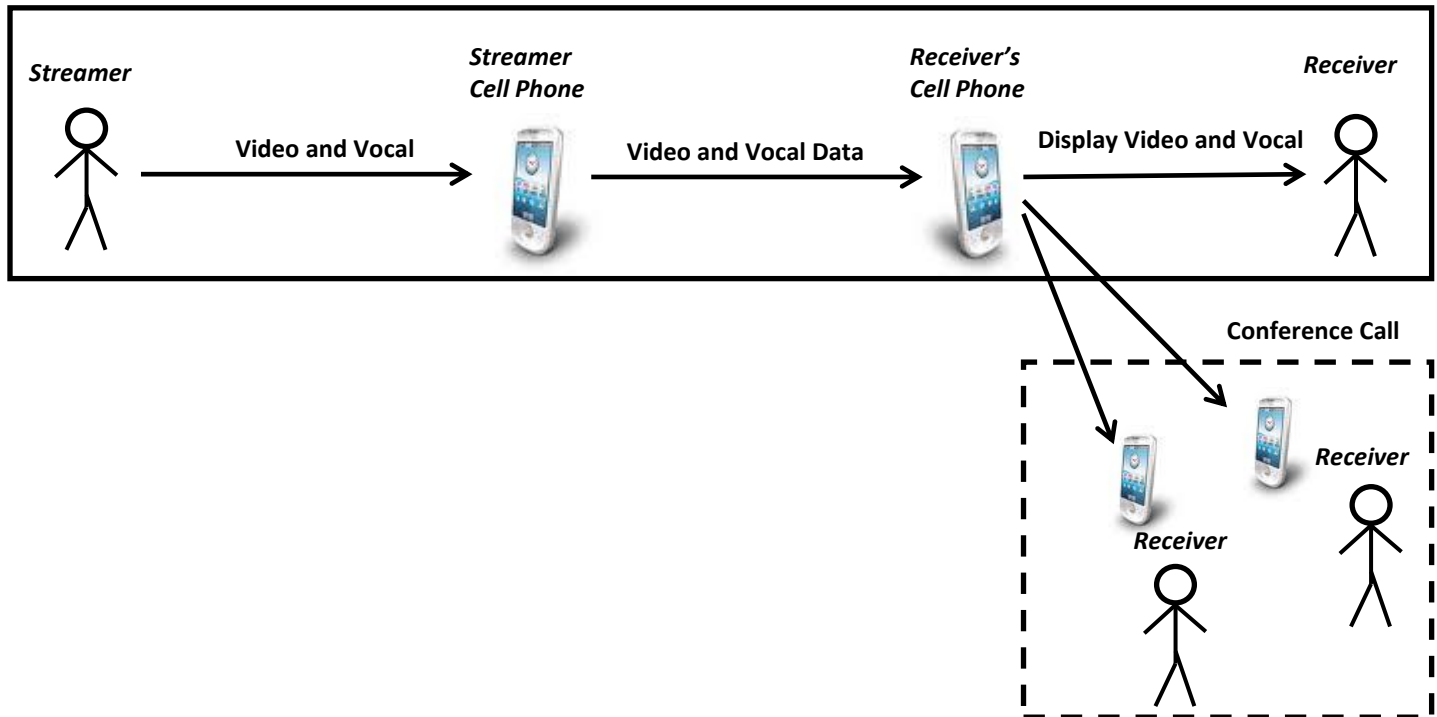 Streamer
Streamer
Cell Phone
Receiver's
Cell Phone
Receiver
Video and Vocal
Video and Vocal Data
Display Video and Vocal
Conference Call
Receiver
Receiver